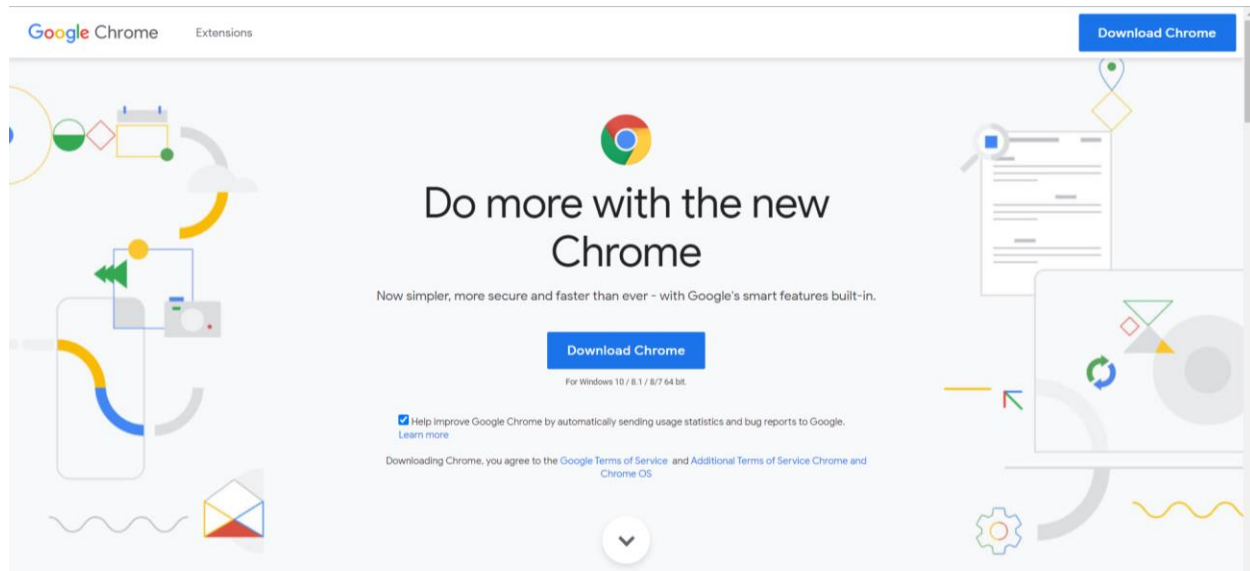 Google Chrome Extensions Download Chrome
Do more with the new
Chrome
Now simpler, more secure and faster than ever - with Google's smart features built-in.
Download Chrome
For Windows 10 / 8.1 / 8/7 64 bit.
Help improve Google Chrome by automatically sending usage statistics and bug reports to Google.
Learn more
Downloading Chrome, you agree to the Google Terms of Service and Additional Terms of Service Chrome and
Chrome OS